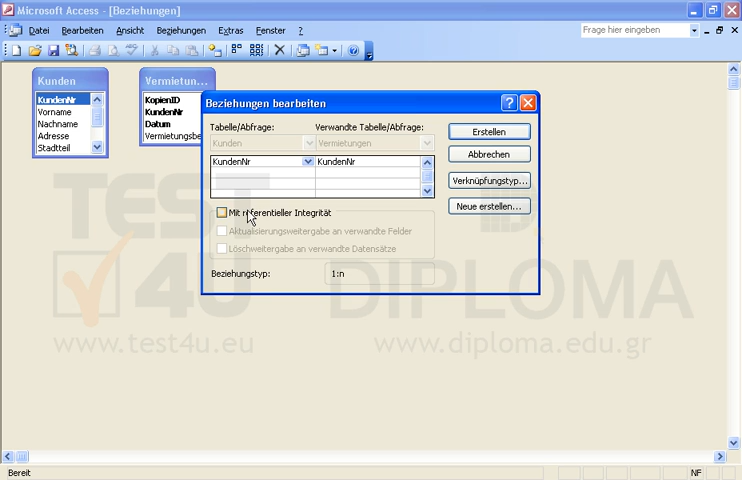 Microsoft Access - [Beziehungen]
Datei Bearbeiten Ansicht Beziehungen Extras Fenster ?
Frage hier eingeben
Kunden
KundenNr
Vorname
Nachname
Adresse
Stadtteil
Vermietun...
KopienID
KundenNr
Datum
Vermietungsbe
Beziehungen bearbeiten
Tabelle/Abfrage: Verwandte Tabelle/Abfrage:
Kunden Vermietungen
KundenNr KundenNr
Mit referentieller Integrität
Aktualisierungsweitergabe an verwandte Felder
Löschweitergabe an verwandte Datensätze
Beziehungstyp: 1:n
Erstellen
Abbrechen
Verknüpfungstyp...
Neue erstellen...
TEST
4U
www.test4u.eu
DIPLOMA
www.diploma.edu.gr
Bereit
NF